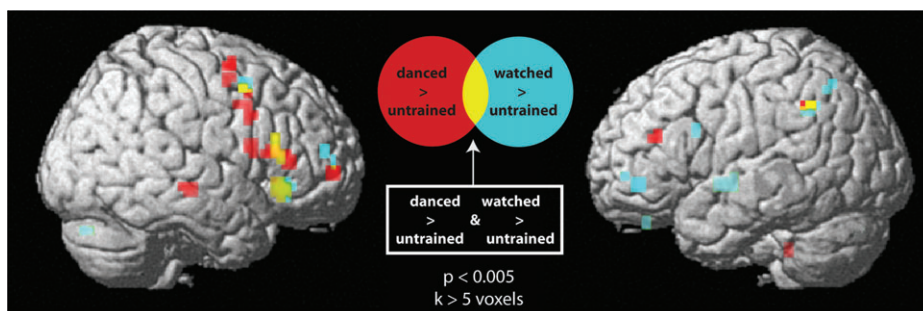 danced
>
untrained
watched
>
untrained
danced watched
> & >
untrained untrained
p < 0.005
k > 5 voxels